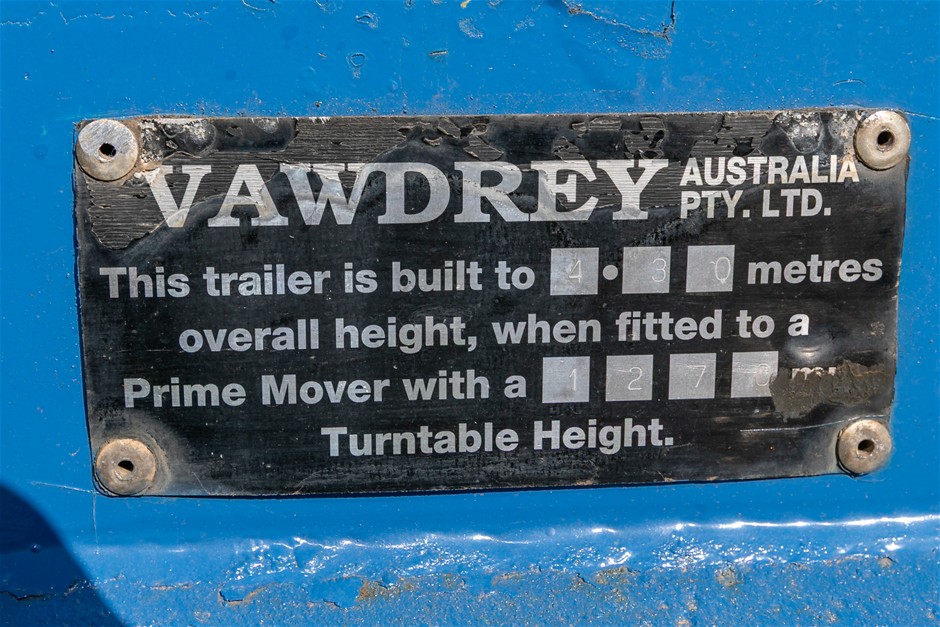 VAWDREY AUSTRALIA PTY. LTD.
This trailer is built to 4.30 metres
overall height, when fitted to a
Prime Mover with a 1270
Turntable Height.